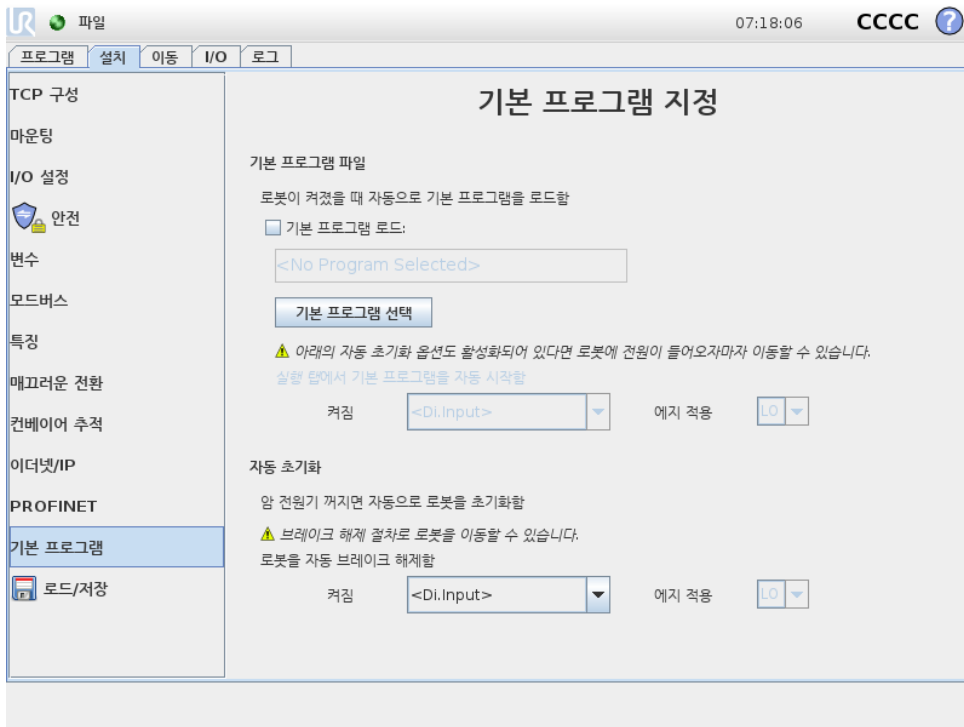 UR 파일 07:18:06 CCCC ?
프로그램 설치 이동 I/O 로그
TCP 구성
마운팅
I/O 설정
안전
변수
모드버스
특징
매끄러운 전환
컨베이어 추적
이더넷/IP
PROFINET
기본 프로그램
로드/저장
기본 프로그램 지정
기본 프로그램 파일
로봇이 켜졌을 때 자동으로 기본 프로그램을 로드함
기본 프로그램 로드:
<No Program Selected>
기본 프로그램 선택
아래의 자동 초기화 옵션도 활성화되어 있다면 로봇에 전원이 들어오자마자 이동할 수 있습니다.
실행 탭에서 기본 프로그램을 자동 시작함
켜짐 <Di.Input> 에지 적용 LO
자동 초기화
암 전원기 꺼지면 자동으로 로봇을 초기화함
브레이크 해제 절차로 로봇을 이동할 수 있습니다.
로봇을 자동 브레이크 해제함
켜짐 <Di.Input> 에지 적용 LO